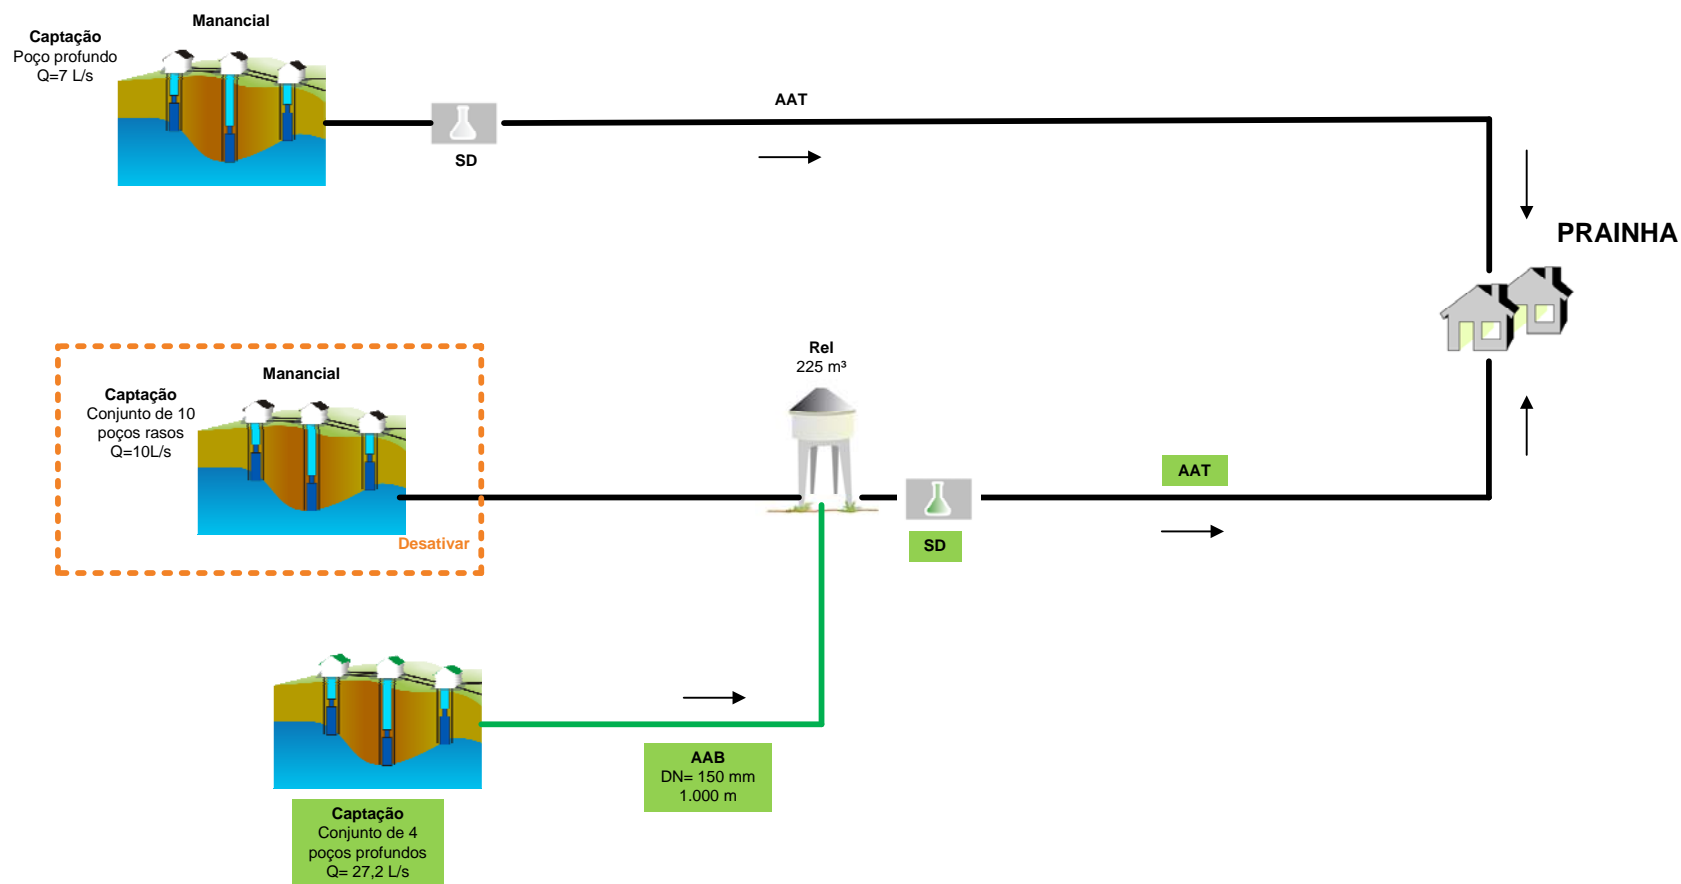 Manancial
Captação
Poço profundo
Q=7 L/s
SD
AAT
PRAINHA
Manancial
Captação
Conjunto de 10
poços rasos
Q=10L/s
Desativar
Rel
225 m³
SD
AAT
AAB
DN= 150 mm
1.000 m
Captação
Conjunto de 4
poços profundos
Q= 27,2 L/s